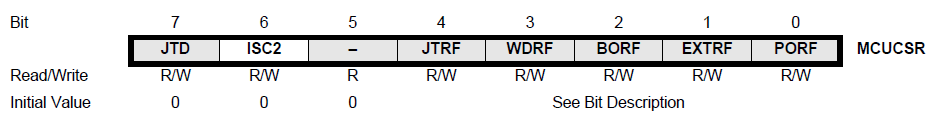 Bit 7 6 5 4 3 2 1 0
JTD ISC2 – JTRF WDRF BORF EXTRF PORF MCUCSR
Read/Write R/W R/W R R/W R/W R/W R/W R/W
Initial Value 0 0 0 See Bit Description